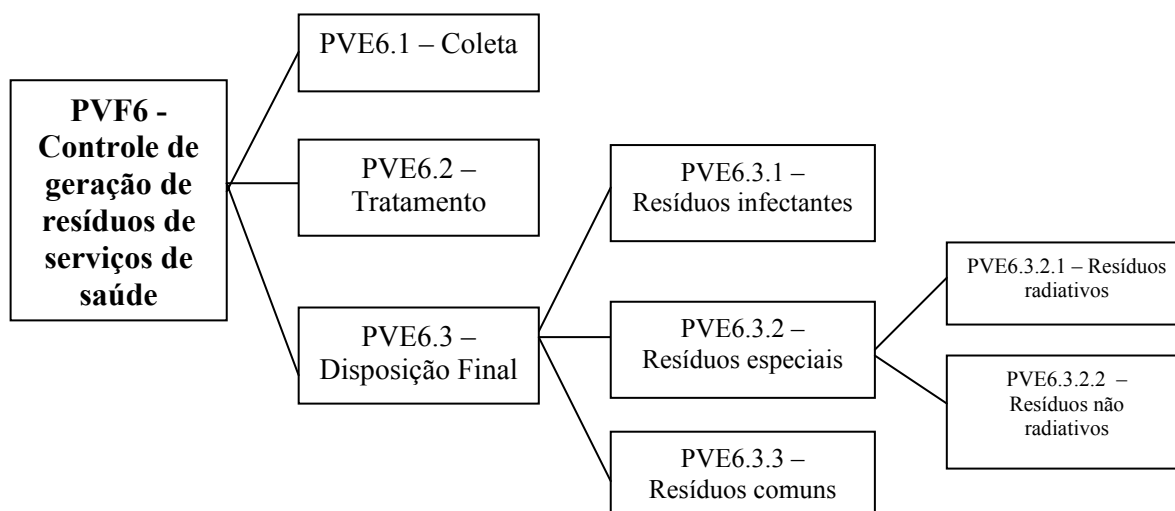 PVF6 -
Controle de
geração de
resíduos de
serviços de
saúde
PVE6.1 – Coleta
PVE6.2 –
Tratamento
PVE6.3 –
Disposição Final
PVE6.3.1 –
Resíduos infectantes
PVE6.3.2 –
Resíduos especiais
PVE6.3.3 –
Resíduos comuns
PVE6.3.2.1 – Resíduos
radiativos
PVE6.3.2.2 –
Resíduos não
radiativos